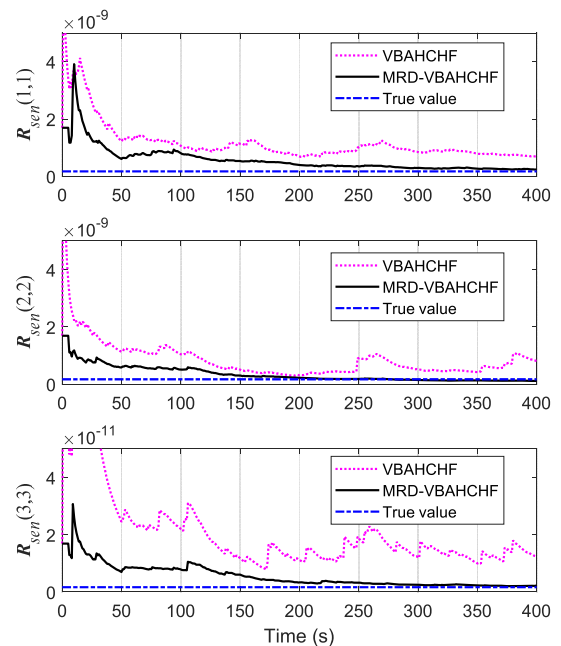 ×10⁻⁹
R_sen(1,1)
4
2
0
VBAHCHF
MRD-VBAHCHF
True value
0 50 100 150 200 250 300 350 400
×10⁻⁹
R_sen(2,2)
4
2
0
VBAHCHF
MRD-VBAHCHF
True value
0 50 100 150 200 250 300 350 400
×10⁻¹¹
R_sen(3,3)
4
2
0
VBAHCHF
MRD-VBAHCHF
True value
0 50 100 150 200 250 300 350 400
Time (s)